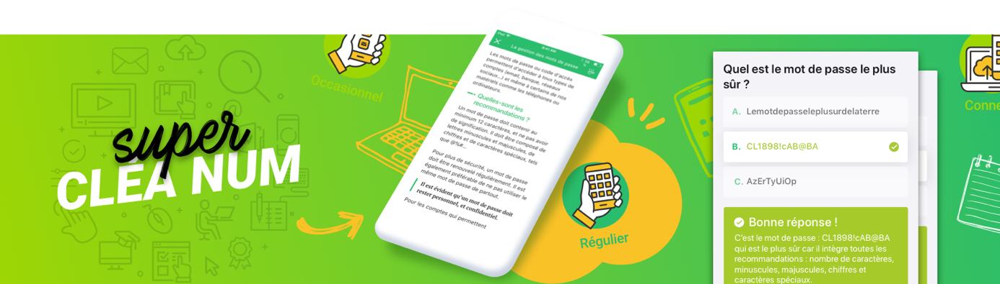 super
CLÉA NUM
Occasionnel
iPod
9:41 AM
La gestion des mots de passe
Les mots de passe ou code d'accès
permettent d'accéder à tous types de
comptes (email, banque, réseaux
sociaux...) et même à certains de nos
matériels comme les téléphones ou
ordinateurs.
Quelles-sont les
recommandations ?
Un mot de passe doit contenir au
minimum 12 caractères, et ne pas avoir
de signification. Il doit être composé de
lettres minuscules et majuscules, de
chiffres et de caractères spéciaux, tels
que @%#...
Pour plus de sécurité, un mot de passe
doit être renouvelé régulièrement. Il est
également préférable de ne pas utiliser le
même mot de passe de partout.
Il est évident qu'un mot de passe doit
rester personnel, et confidentiel.
Pour les comptes qui permettent
Régulier
Quel est le mot de passe le plus
sûr ?
A. Lemotdepasseleplusurdelaterre
B. CL1898!cAB@BA
C. AzErTyUiOp
Bonne réponse !
C'est le mot de passe : CL1898!cAB@BA
qui est le plus sûr car il intègre toutes les
recommandations : nombre de caractères,
minuscules, majuscules, chiffres et
caractères spéciaux.
Conne